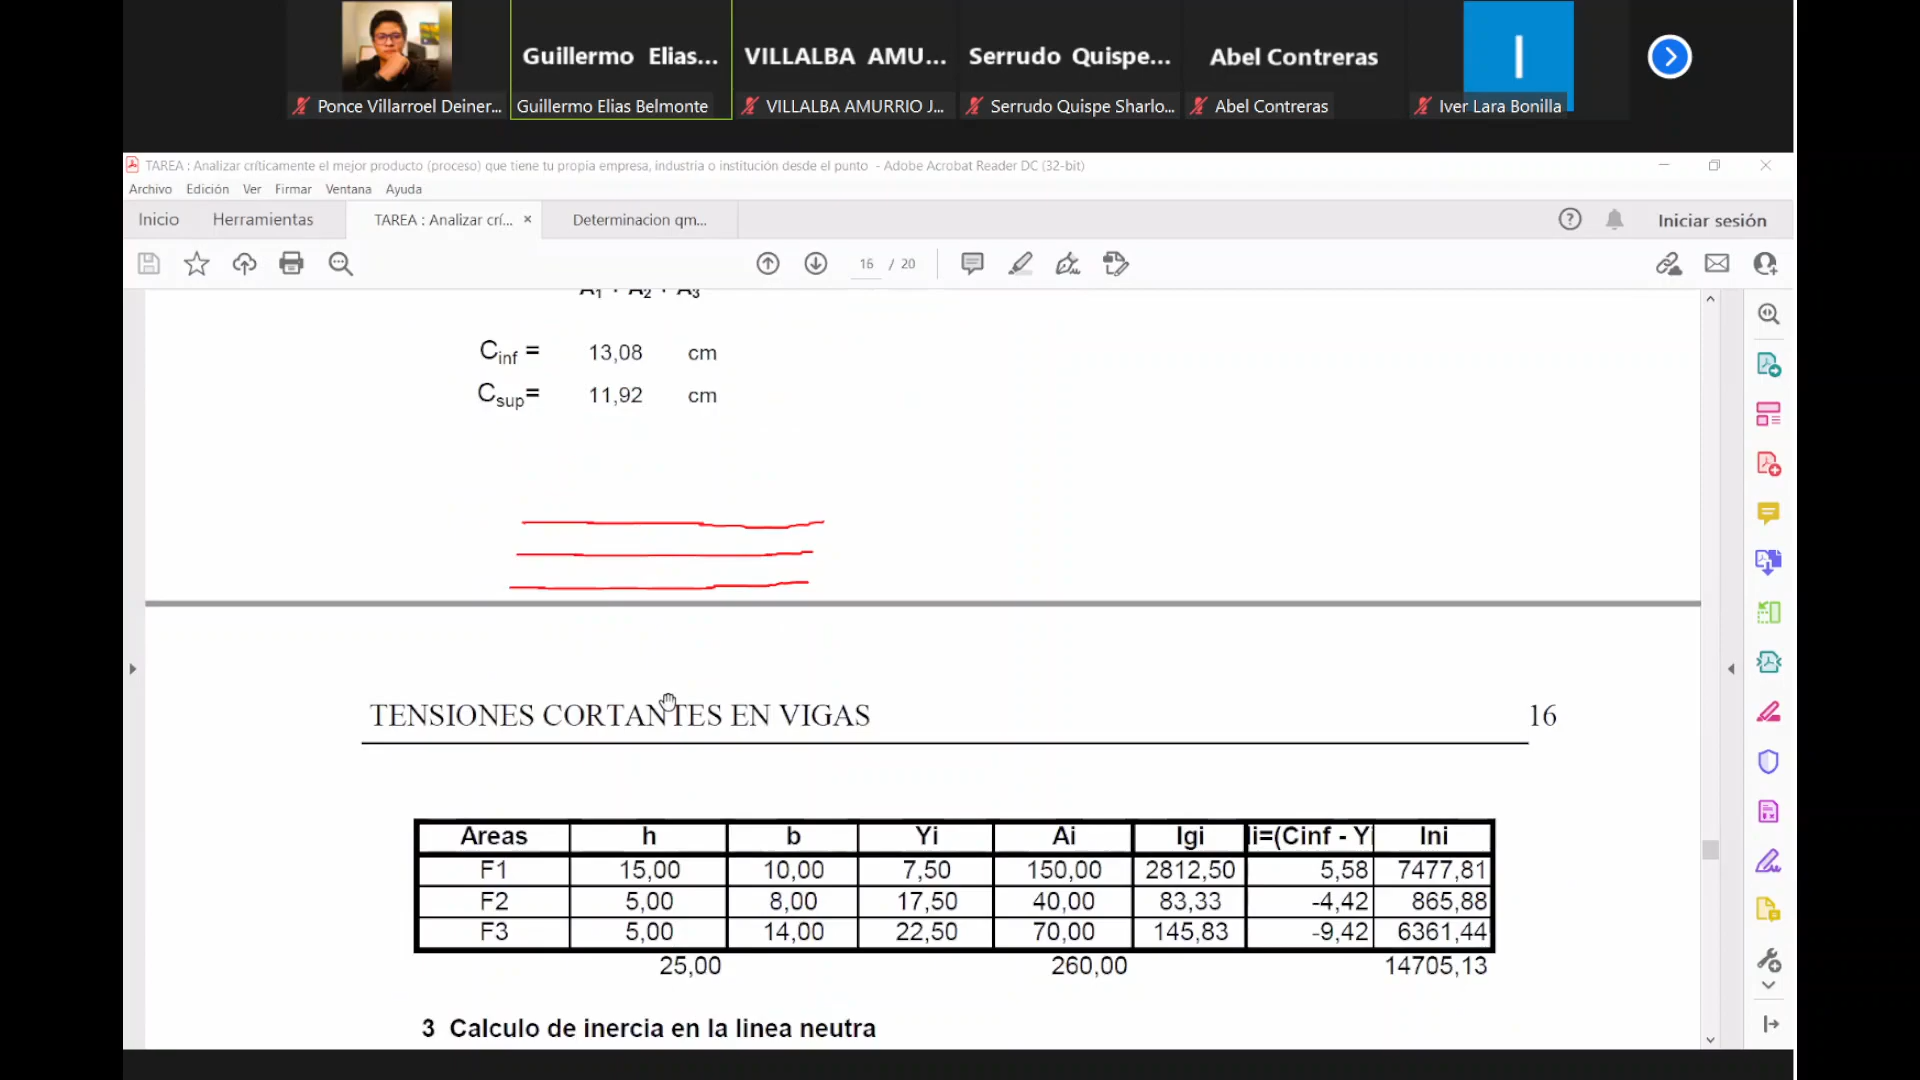 Guillermo Elias...
VILLALBA AMU...
Serrudo Quispe...
Abel Contreras
I
Ponce Villarroel Deiner...
Guillermo Elias Belmonte
VILLALBA AMURRIO J...
Serrudo Quispe Sharlo...
Abel Contreras
Iver Lara Bonilla
TAREA : Analizar críticamente el mejor producto (proceso) que tiene tu propia empresa, industria o institución desde el punto - Adobe Acrobat Reader DC (32-bit)
Archivo Edición Ver Firmar Ventana Ayuda
Inicio Herramientas TAREA : Analizar crí... × Determinacion qm... Iniciar sesión
16 / 20
A1 + A2 + A3
Cinf = 13,08 cm
Csup= 11,92 cm
TENSIONES CORTANTES EN VIGAS 16
Areas h b Yi Ai Igi li=(Cinf - Yi Ini
F1 15,00 10,00 7,50 150,00 2812,50 5,58 7477,81
F2 5,00 8,00 17,50 40,00 83,33 -4,42 865,88
F3 5,00 14,00 22,50 70,00 145,83 -9,42 6361,44
25,00 260,00 14705,13
3 Calculo de inercia en la linea neutra